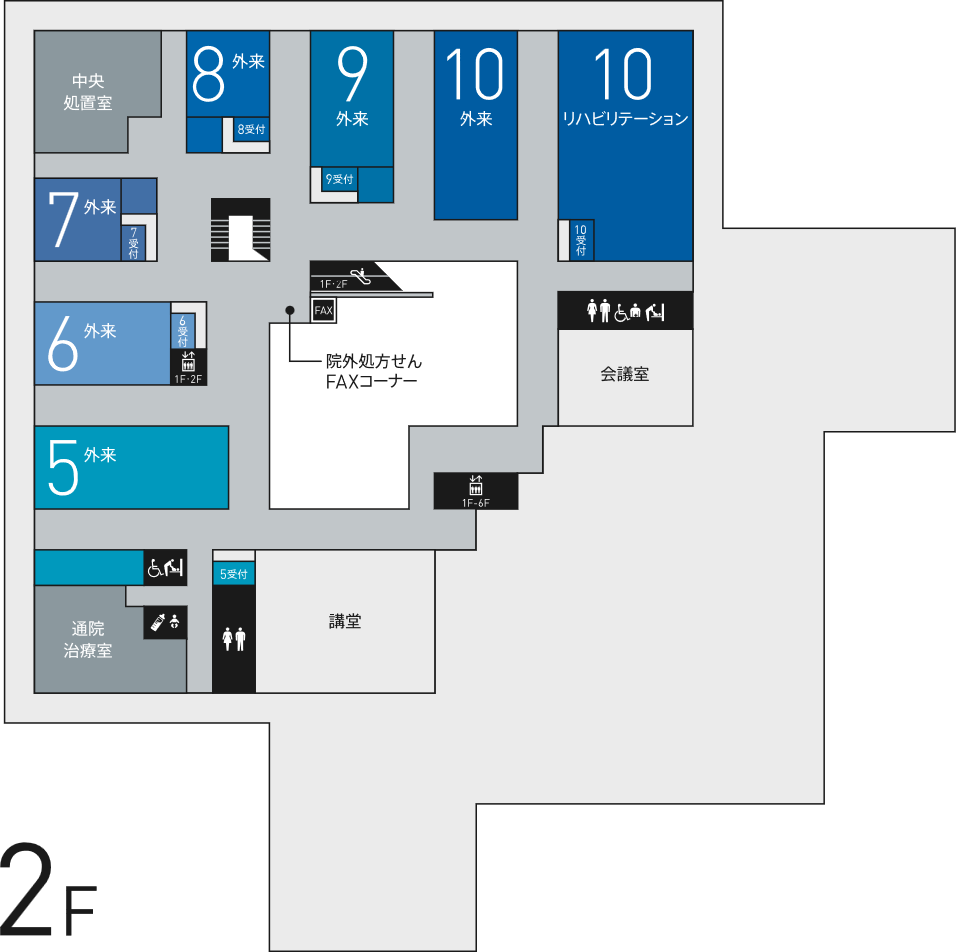 中央
処置室
8 外来
8受付
9
外来
9受付
10
外来
10
リハビリテーション
10
受
付
7 外来
7
受
付
1F·2F
FAX
院外処方せん
FAXコーナー
6 外来
6
受
付
1F·2F
会議室
5 外来
1F-6F
5受付
講堂
通院
治療室
2F